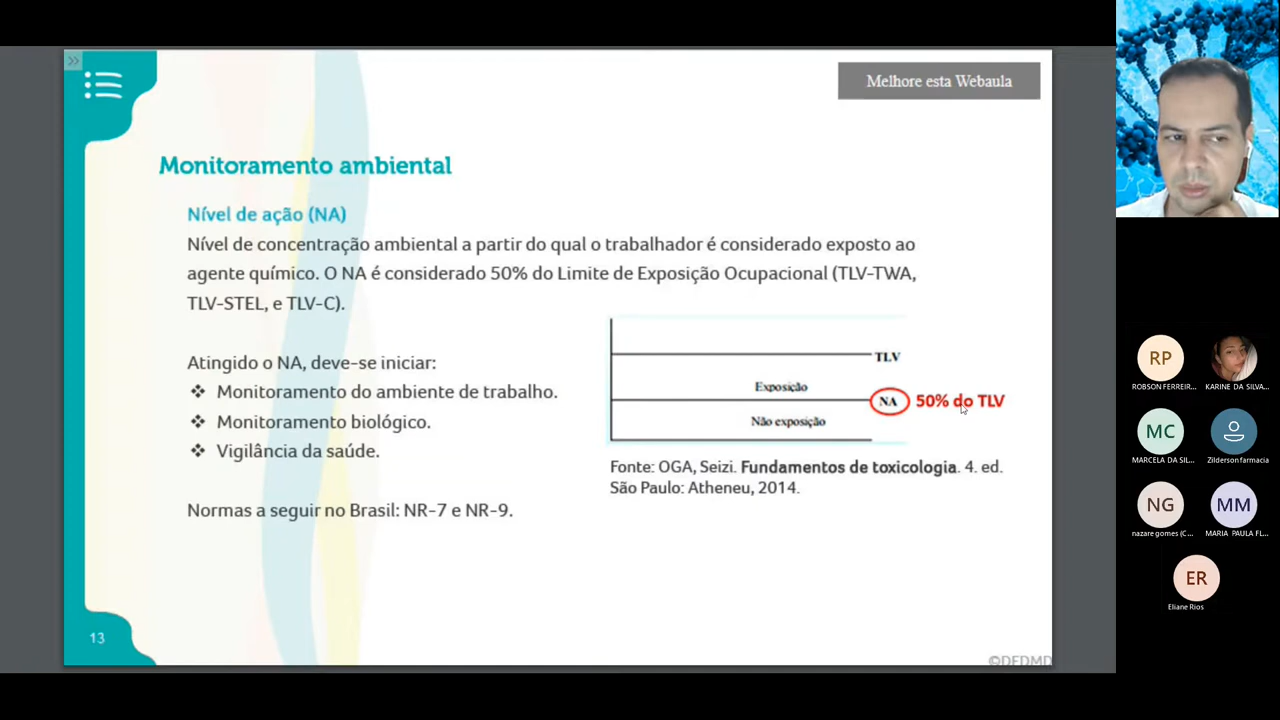 Melhore esta Webaula
Monitoramento ambiental
Nível de ação (NA)
Nível de concentração ambiental a partir do qual o trabalhador é considerado exposto ao
agente químico. O NA é considerado 50% do Limite de Exposição Ocupacional (TLV-TWA,
TLV-STEL, e TLV-C).
Atingido o NA, deve-se iniciar:
❖ Monitoramento do ambiente de trabalho.
❖ Monitoramento biológico.
❖ Vigilância da saúde.
Normas a seguir no Brasil: NR-7 e NR-9.
TLV
Exposição
NA 50% do TLV
Não exposição
Fonte: OGA, Seizi. Fundamentos de toxicologia. 4. ed.
São Paulo: Atheneu, 2014.
13
©DEDMD
RP
ROBSON FERREIR...
KARINE DA SILVA...
MC
MARCELA DA SIL...
Zilderson farmacia
NG
nazare gomes (C...
MM
MARIA PAULA FL...
ER
Eliane Rios